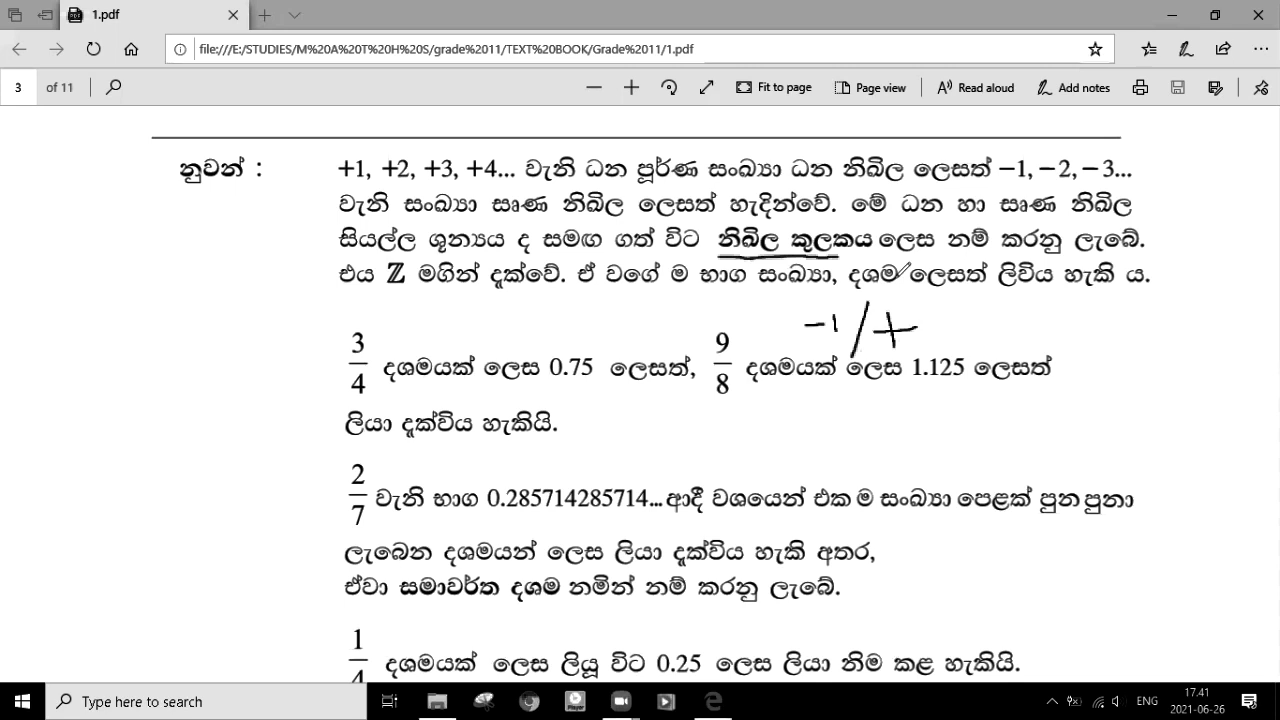 1.pdf
file:///E:/STUDIES/M%20A%20T%20H%20S/grade%2011/TEXT%20BOOK/Grade%2011/1.pdf
3 of 11 Fit to page Page view Read aloud Add notes
නුවන් : +1, +2, +3, +4... වැනි ධන පූර්ණ සංඛ්‍යා ධන නිඛිල ලෙසත් −1, − 2, − 3...
වැනි සංඛ්‍යා සෘණ නිඛිල ලෙසත් හැඳින්වේ. මේ ධන හා සෘණ නිඛිල
සියල්ල ශූන්‍යය ද සමඟ ගත් විට නිඛිල කුලකය ලෙස නම් කරනු ලැබේ.
එය ℤ මගින් දැක්වේ. ඒ වගේ ම භාග සංඛ්‍යා, දශම ලෙසත් ලිවිය හැකි ය.
−1 / +
3/4 දශමයක් ලෙස 0.75 ලෙසත්, 9/8 දශමයක් ලෙස 1.125 ලෙසත්
ලියා දැක්විය හැකියි.
2/7 වැනි භාග 0.285714285714... ආදී වශයෙන් එක ම සංඛ්‍යා පෙළක් පුන පුනා
ලැබෙන දශමයන් ලෙස ලියා දැක්විය හැකි අතර,
ඒවා සමාවර්ත දශම නමින් නම් කරනු ලැබේ.
1/4 දශමයක් ලෙස ලියූ විට 0.25 ලෙස ලියා නිම කළ හැකියි.
Type here to search
ENG
17.41
2021-06-26